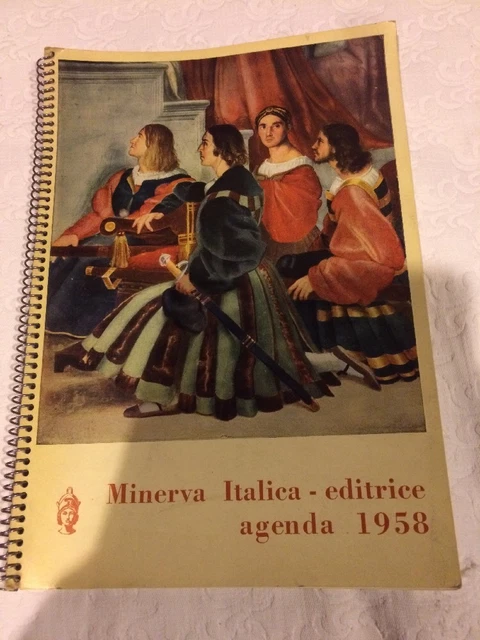 Minerva Italica - editrice
agenda 1958